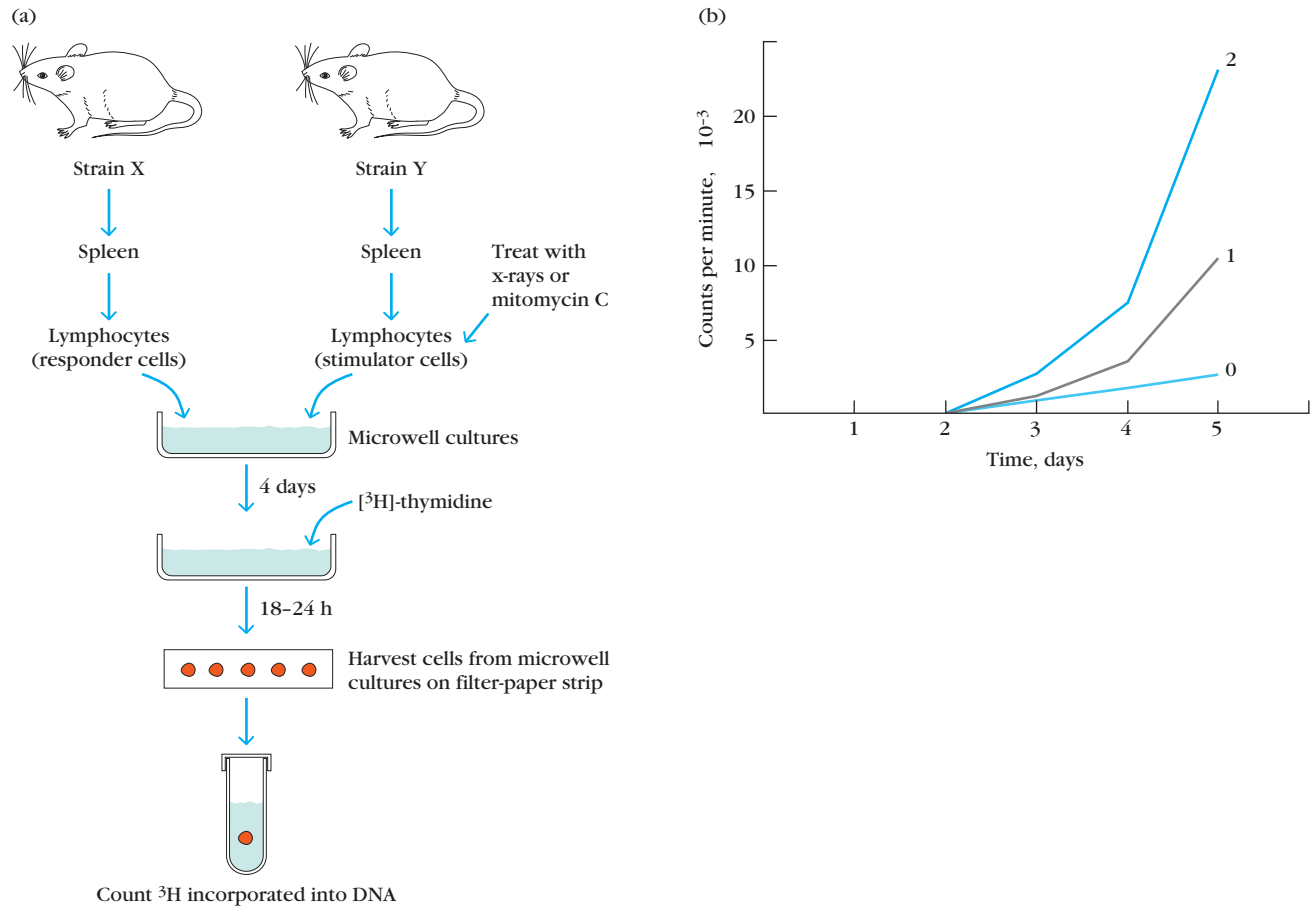 (a)
Strain X
Strain Y
Spleen
Spleen
Treat with
x-rays or
mitomycin C
Lymphocytes
(responder cells)
Lymphocytes
(stimulator cells)
Microwell cultures
4 days
[³H]-thymidine
18–24 h
Harvest cells from microwell
cultures on filter-paper strip
Count ³H incorporated into DNA
(b)
Counts per minute, 10⁻³
20
15
10
5
2
1
0
1 2 3 4 5
Time, days